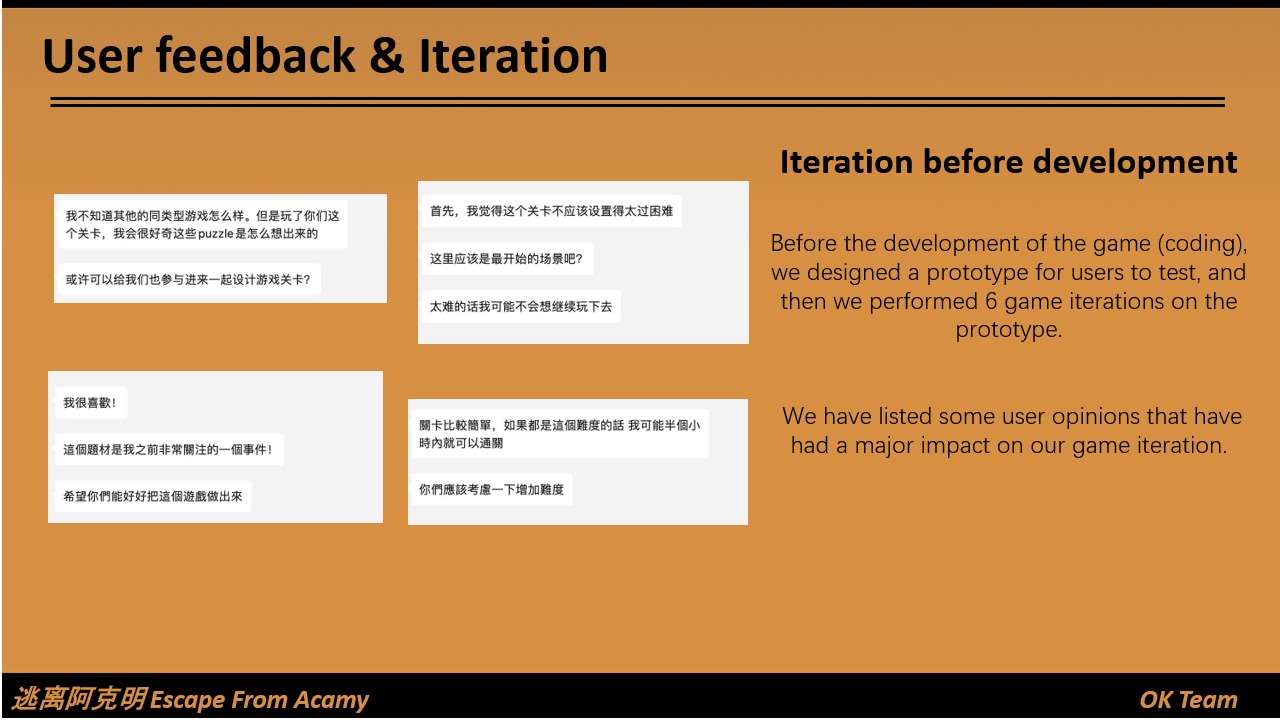 User feedback & Iteration
我不知道其他的同类型游戏怎么样。但是玩了你们这
个关卡，我会很好奇这些puzzle是怎么想出来的
或许可以给我们也参与进来一起设计游戏关卡？
首先，我觉得这个关卡不应该设置得太过困难
这里应该是最开始的场景吧？
太难的话我可能不会想继续玩下去
我很喜歡！
這個題材是我之前非常關注的一個事件！
希望你們能好好把這個遊戲做出來
關卡比較簡單，如果都是這個難度的話 我可能半個小
時內就可以通關
你們應該考慮一下增加難度
Iteration before development
Before the development of the game (coding),
we designed a prototype for users to test, and
then we performed 6 game iterations on the
prototype.
We have listed some user opinions that have
had a major impact on our game iteration.
逃离阿克明 Escape From Acamy
OK Team